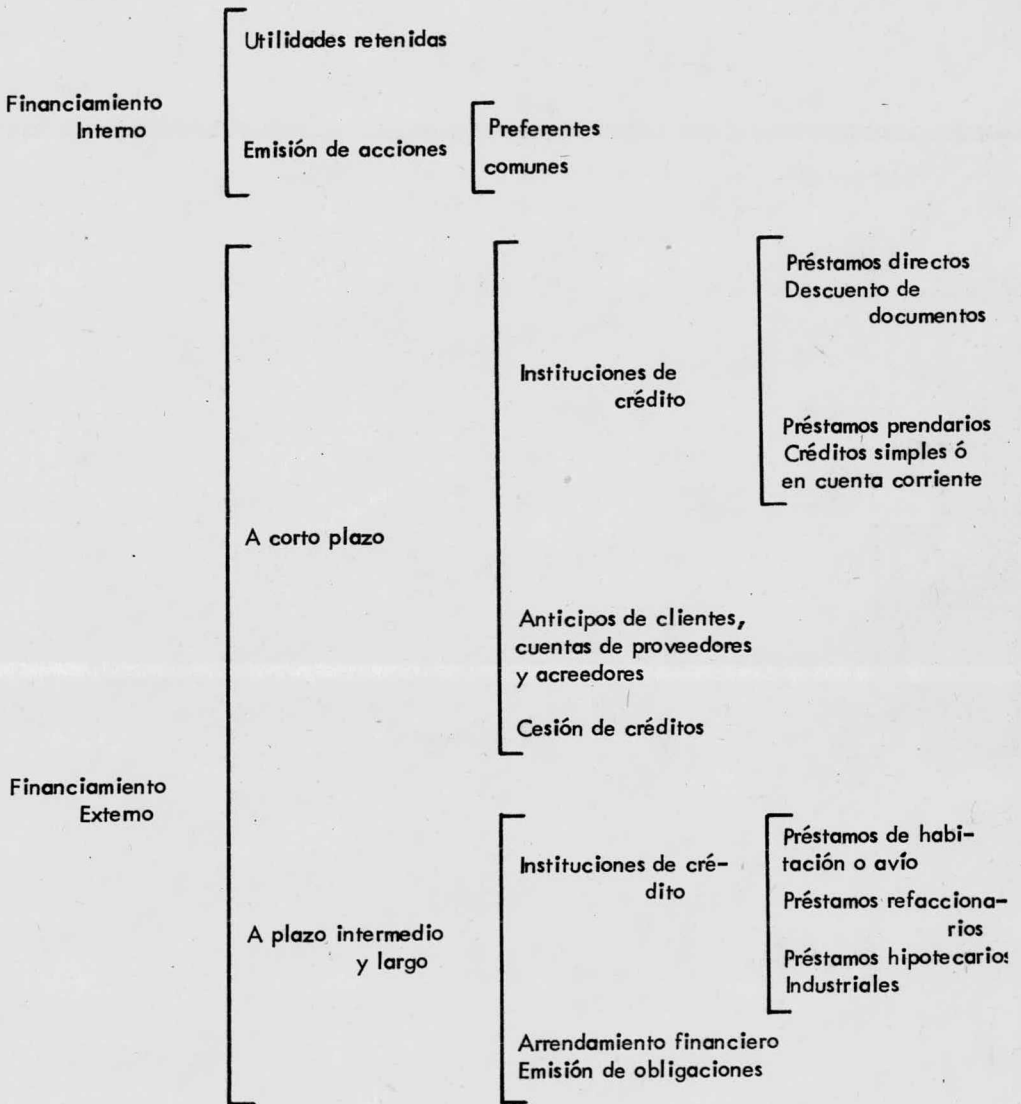 Financiamiento
Interno
Utilidades retenidas
Emisión de acciones
Preferentes
comunes
Financiamiento
Externo
A corto plazo
Instituciones de
crédito
Préstamos directos
Descuento de
documentos
Préstamos prendarios
Créditos simples ó
en cuenta corriente
Anticipos de clientes,
cuentas de proveedores
y acreedores
Cesión de créditos
A plazo intermedio
y largo
Instituciones de cré-
dito
Préstamos de habi-
tación o avío
Préstamos refacciona-
rios
Préstamos hipotecarios
Industriales
Arrendamiento financiero
Emisión de obligaciones